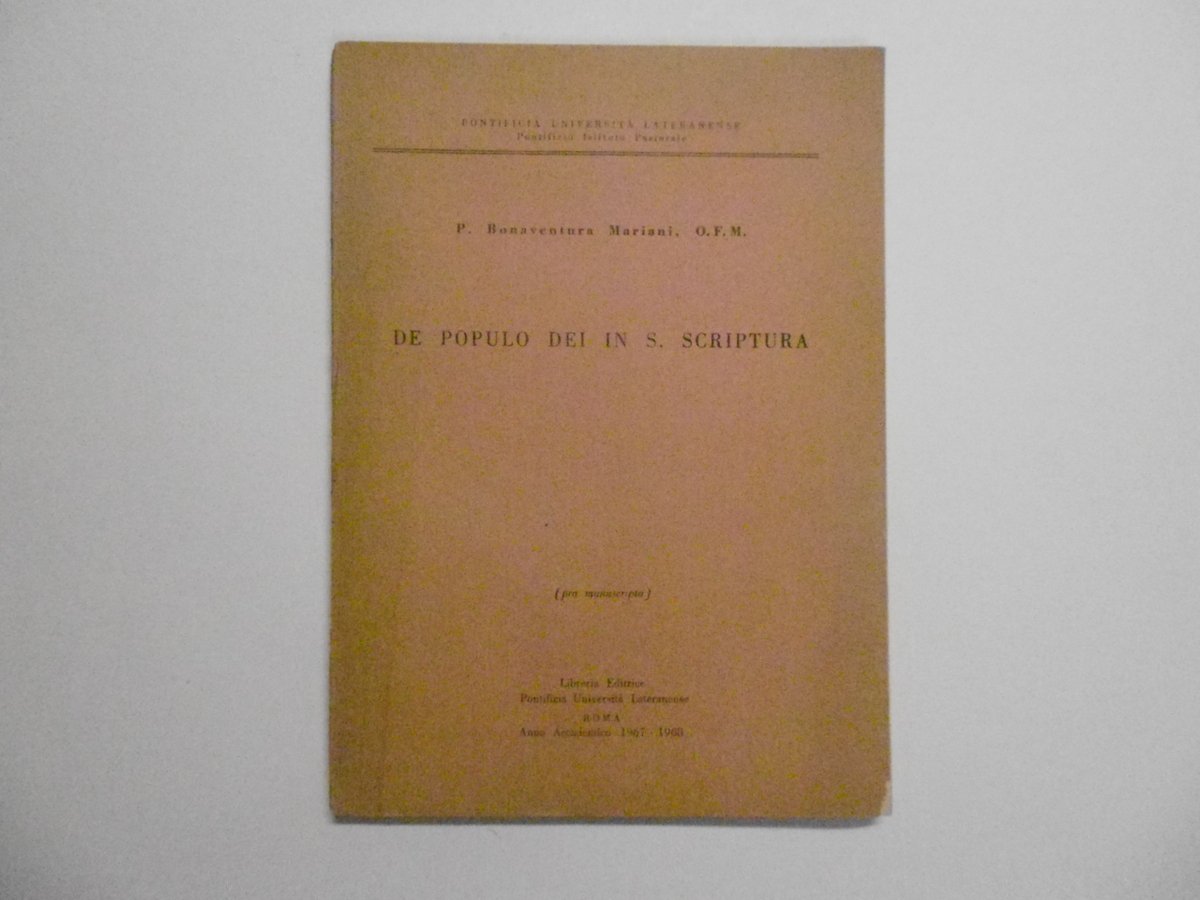 PONTIFICIA UNIVERSITÀ LATERANENSE
Pontificio Istituto Pastorale
P. Bonaventura Mariani, O.F.M.
DE POPULO DEI IN S. SCRIPTURA
(pro manuscripto)
Libreria Editrice
Pontificia Università Lateranense
ROMA
Anno Accademico 1967 - 1968